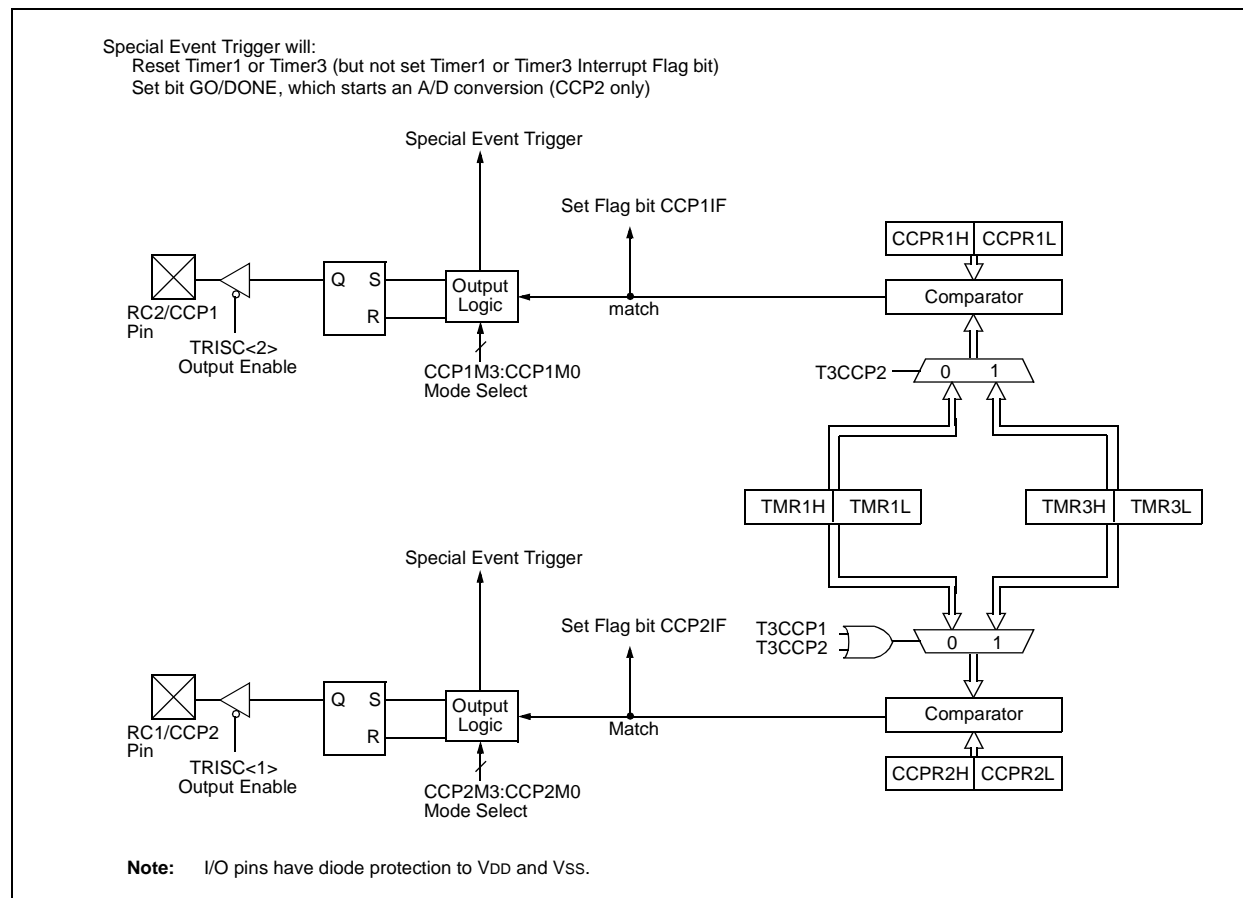 Special Event Trigger will:
Reset Timer1 or Timer3 (but not set Timer1 or Timer3 Interrupt Flag bit)
Set bit GO/DONE, which starts an A/D conversion (CCP2 only)
Special Event Trigger
Set Flag bit CCP1IF
CCPR1H CCPR1L
Q S
R
Output
Logic
Comparator
match
RC2/CCP1
Pin
TRISC<2>
Output Enable
CCP1M3:CCP1M0
Mode Select
T3CCP2
0 1
TMR1H TMR1L
TMR3H TMR3L
Special Event Trigger
Set Flag bit CCP2IF
T3CCP1
T3CCP2
0 1
Q S
R
Output
Logic
Comparator
Match
RC1/CCP2
Pin
TRISC<1>
Output Enable
CCP2M3:CCP2M0
Mode Select
CCPR2H CCPR2L
Note: I/O pins have diode protection to VDD and VSS.